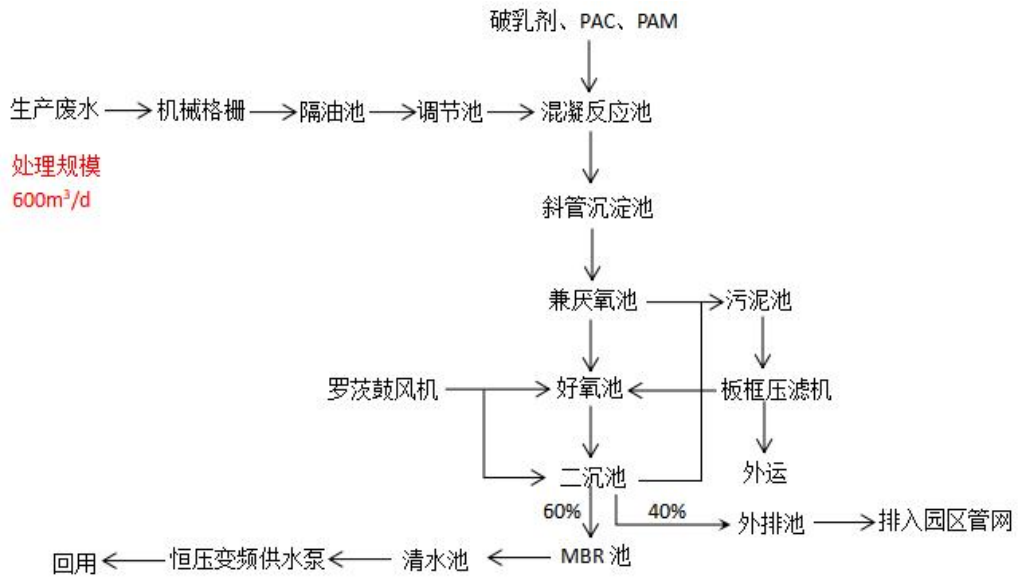 破乳剂、PAC、PAM
生产废水
机械格栅
隔油池
调节池
混凝反应池
处理规模
600m³/d
斜管沉淀池
兼厌氧池
污泥池
罗茨鼓风机
好氧池
板框压滤机
二沉池
外运
60%
40%
外排池
排入园区管网
回用
恒压变频供水泵
清水池
MBR 池